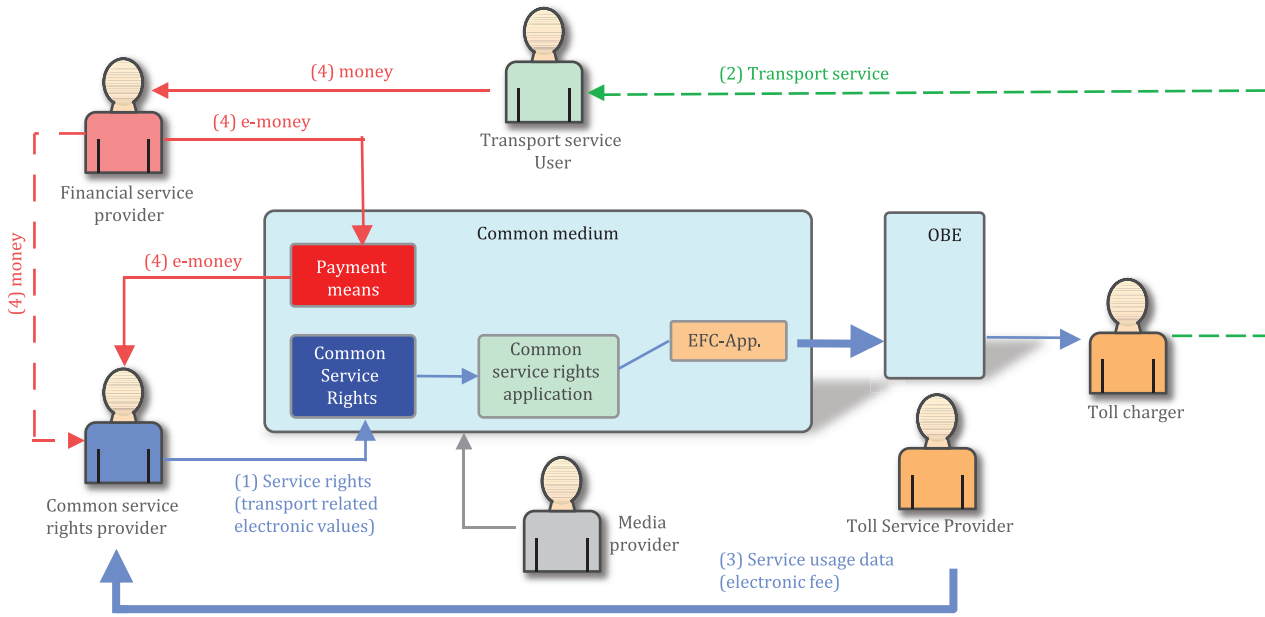 (4) money
(2) Transport service
(4) e-money
Transport service
User
Financial service
provider
Common medium
OBE
(4) money
(4) e-money
Payment
means
EFC-App.
Common
Service
Rights
Common
service rights
application
Toll charger
(1) Service rights
(transport related
electronic values)
Common service
rights provider
Media
provider
Toll Service Provider
(3) Service usage data
(electronic fee)